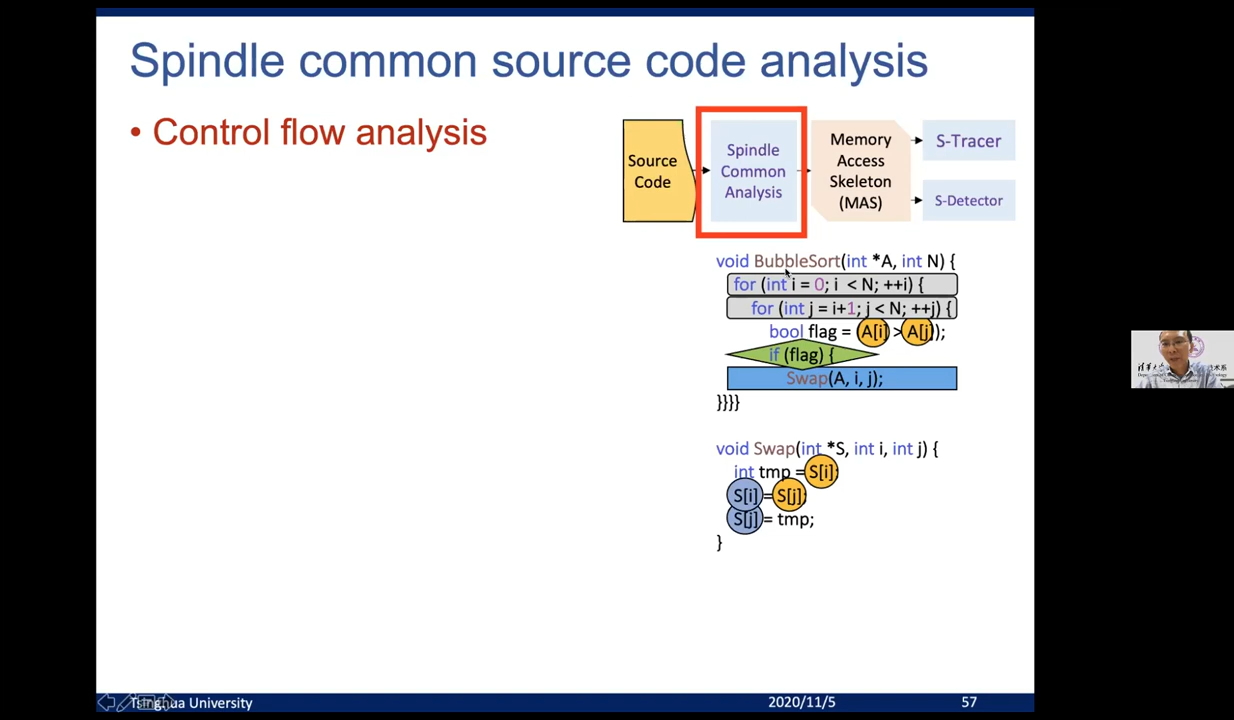 Spindle common source code analysis
• Control flow analysis
Source
Code
Spindle
Common
Analysis
Memory
Access
Skeleton
(MAS)
S-Tracer
S-Detector
void BubbleSort(int *A, int N) {
for (int i = 0; i < N; ++i) {
for (int j = i+1; j < N; ++j) {
bool flag = (A[i] > A[j]);
if (flag) {
Swap(A, i, j);
}}}}
void Swap(int *S, int i, int j) {
int tmp = S[i];
S[i] = S[j];
S[j] = tmp;
}
Tsinghua University
2020/11/5
57